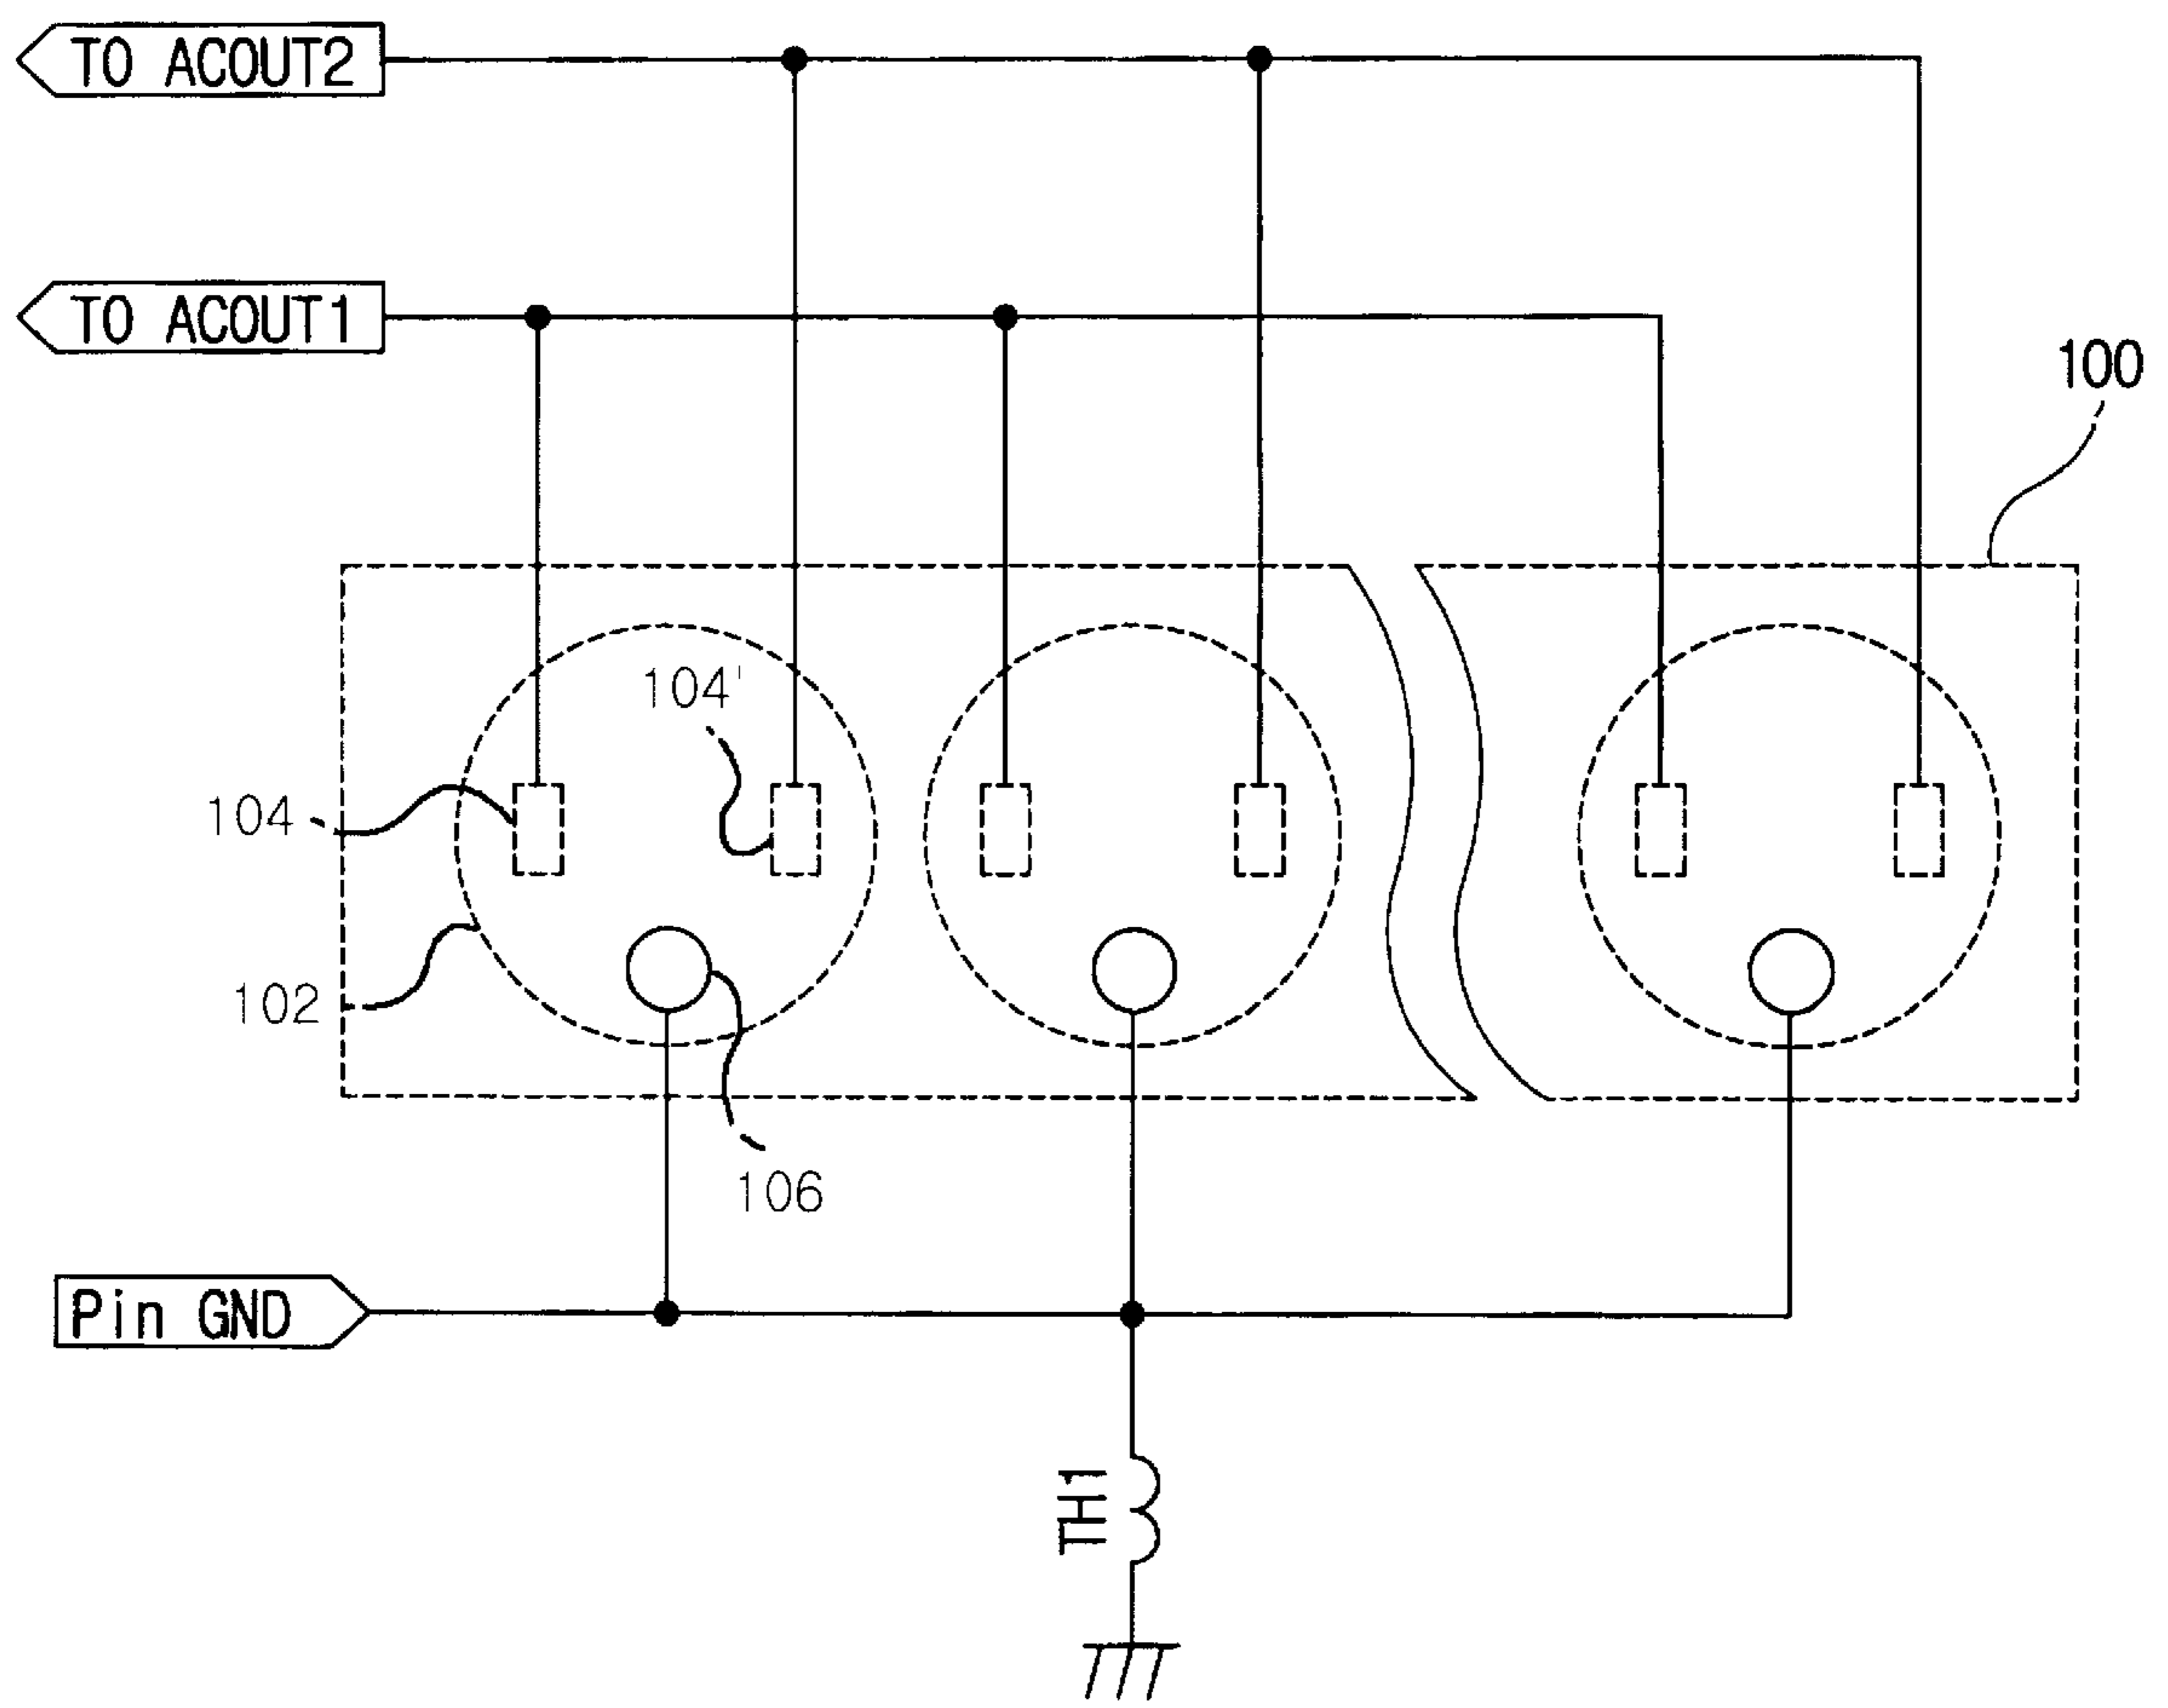 TO ACOUT2
TO ACOUT1
100
104'
104
102
106
Pin GND
TH1